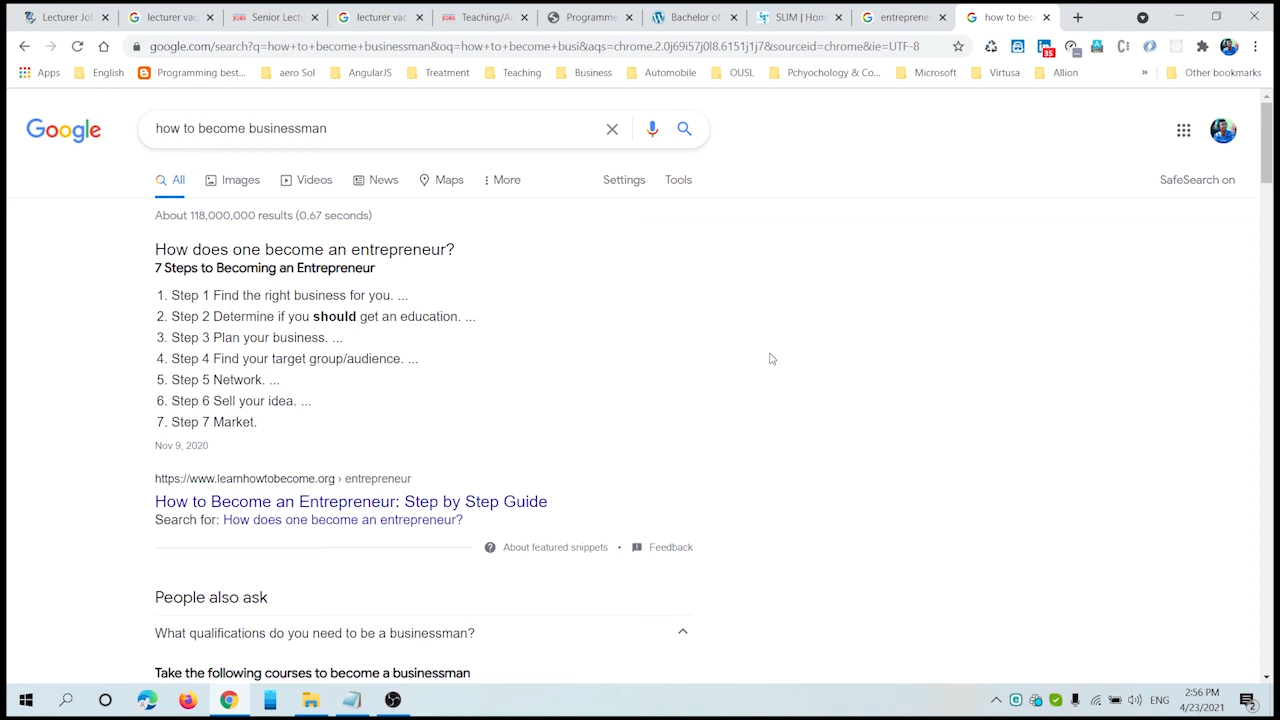 Lecturer Jol
lecturer vac
Senior Lectu
lecturer vac
Teaching/Ac
Programme
Bachelor of
SLIM | Hom
entrepreneu
how to bec
google.com/search?q=how+to+become+businessman&oq=how+to+become+busi&aqs=chrome.2.0j69i57j0l8.6151j1j7&sourceid=chrome&ie=UTF-8
35
Apps
English
Programming best...
aero Sol
AngularJS
Treatment
Teaching
Business
Automobile
OUSL
Pchyochology & Co...
Microsoft
Virtusa
Allion
»
Other bookmarks
Google
how to become businessman
All
Images
Videos
News
Maps
More
Settings
Tools
SafeSearch on
About 118,000,000 results (0.67 seconds)
How does one become an entrepreneur?
7 Steps to Becoming an Entrepreneur
1. Step 1 Find the right business for you. ...
2. Step 2 Determine if you should get an education. ...
3. Step 3 Plan your business. ...
4. Step 4 Find your target group/audience. ...
5. Step 5 Network. ...
6. Step 6 Sell your idea. ...
7. Step 7 Market.
Nov 9, 2020
https://www.learnhowtobecome.org › entrepreneur
How to Become an Entrepreneur: Step by Step Guide
Search for: How does one become an entrepreneur?
About featured snippets • Feedback
People also ask
What qualifications do you need to be a businessman?
Take the following courses to become a businessman
ENG
2:56 PM
4/23/2021
2